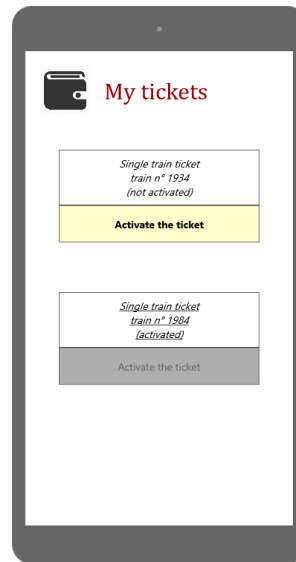 My tickets
Single train ticket
train n° 1934
(not activated)
Activate the ticket
Single train ticket
train n° 1984
(activated)
Activate the ticket